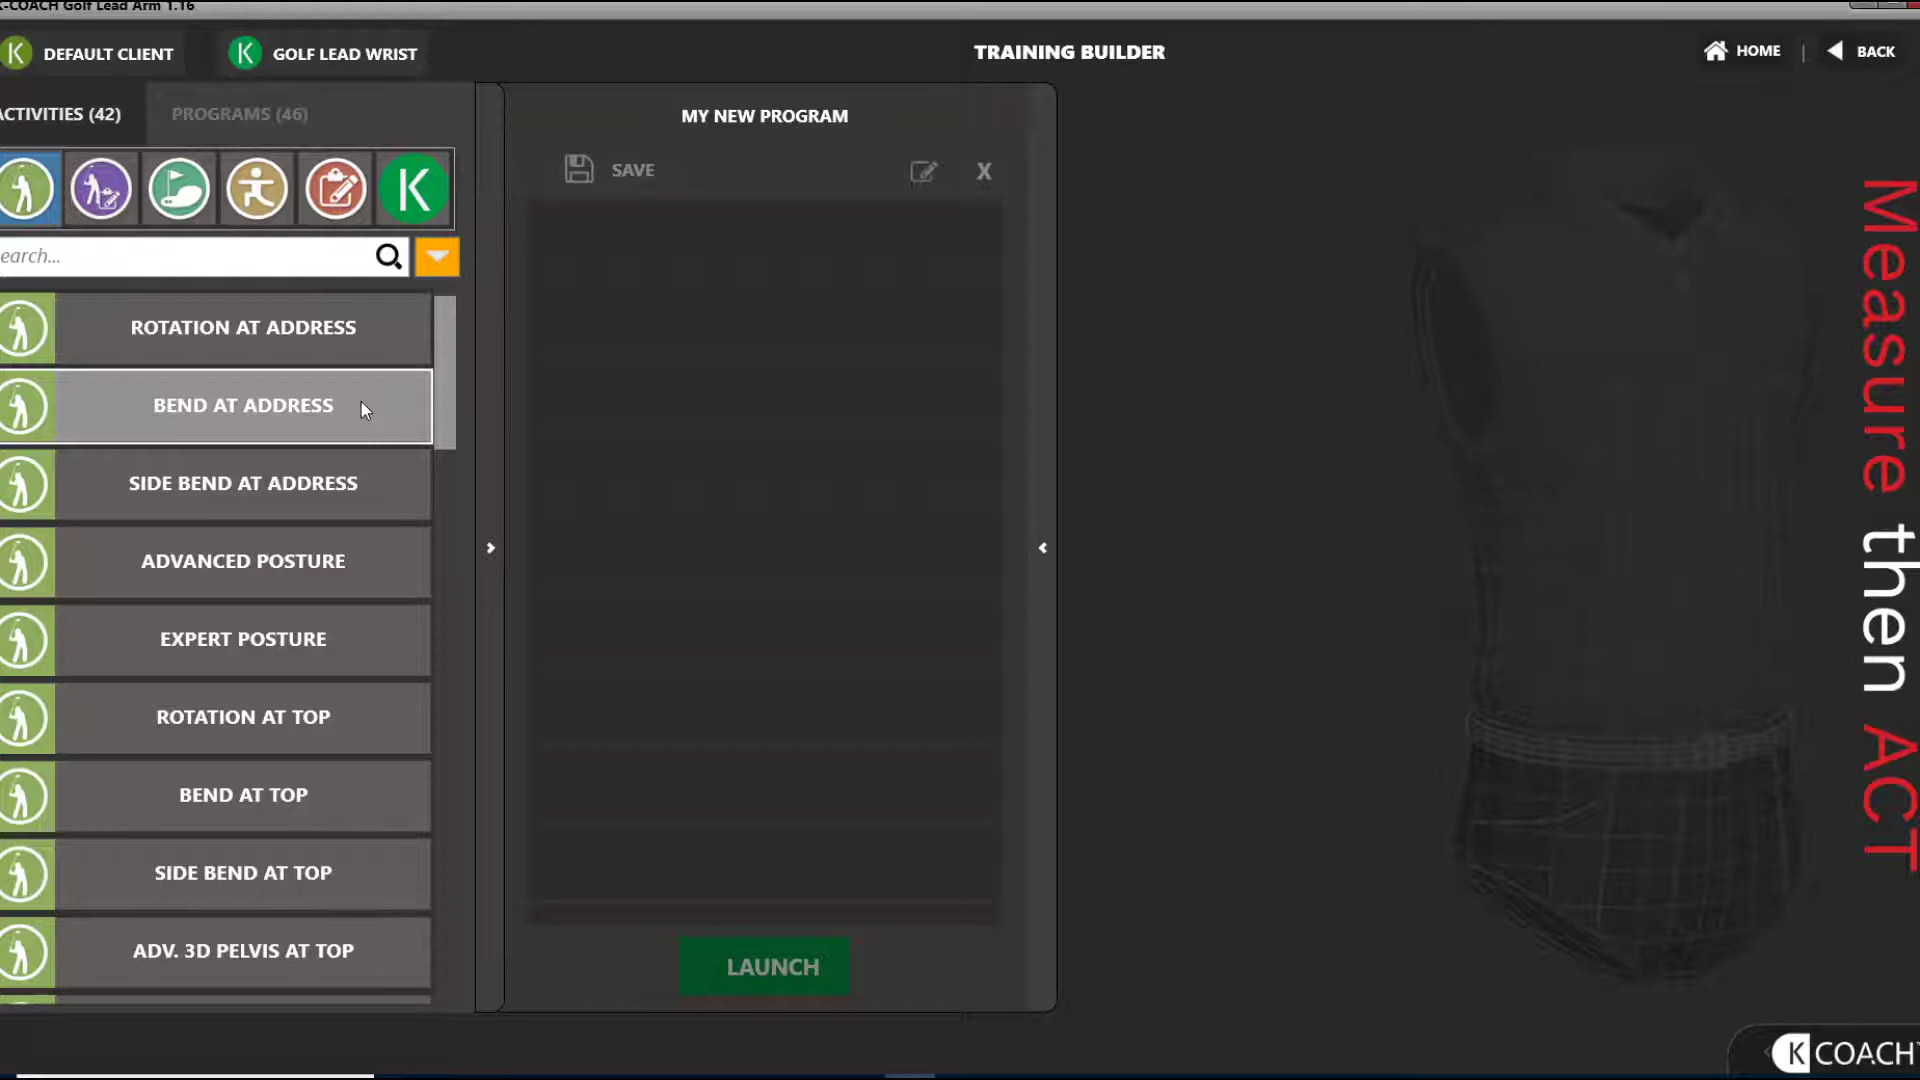 K-COACH Golf Lead Arm 1.16
K DEFAULT CLIENT
K GOLF LEAD WRIST
TRAINING BUILDER
HOME | BACK
ACTIVITIES (42)
PROGRAMS (46)
K
earch...
ROTATION AT ADDRESS
BEND AT ADDRESS
SIDE BEND AT ADDRESS
ADVANCED POSTURE
EXPERT POSTURE
ROTATION AT TOP
BEND AT TOP
SIDE BEND AT TOP
ADV. 3D PELVIS AT TOP
MY NEW PROGRAM
SAVE
X
LAUNCH
Measure then ACT
K COACH